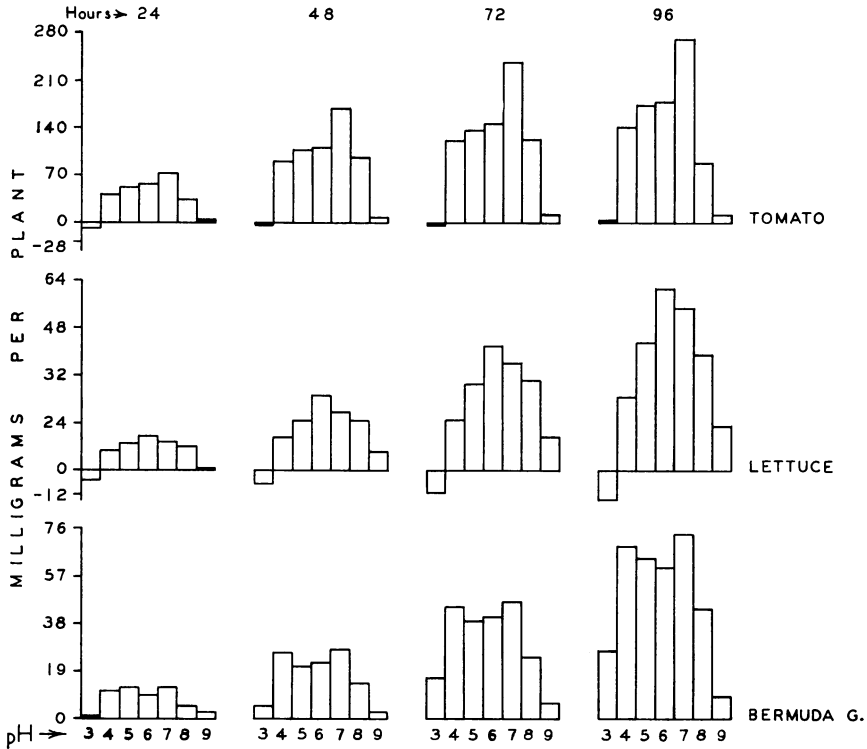 Hours→ 24 48 72 96
280
210
140
70
0
-28
TOMATO
64
48
32
24
0
-12
LETTUCE
76
57
38
19
0
BERMUDA G.
pH→ 3 4 5 6 7 8 9 3 4 5 6 7 8 9 3 4 5 6 7 8 9 3 4 5 6 7 8 9
MILLIGRAMS PER PLANT